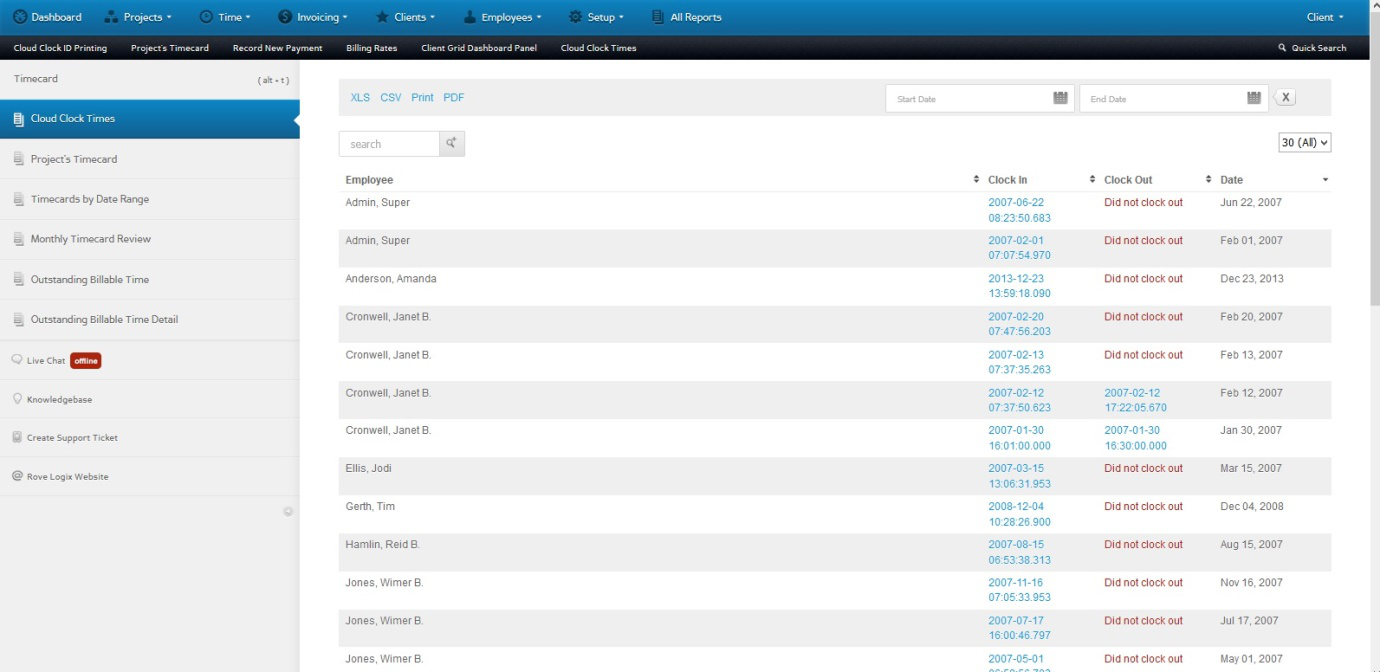 Dashboard Projects Time Invoicing Clients Employees Setup All Reports Client
Cloud Clock ID Printing Project's Timecard Record New Payment Billing Rates Client Grid Dashboard Panel Cloud Clock Times Quick Search
Timecard (alt + t)
Cloud Clock Times
Project's Timecard
Timecards by Date Range
Monthly Timecard Review
Outstanding Billable Time
Outstanding Billable Time Detail
Live Chat offline
Knowledgebase
Create Support Ticket
Rove Logix Website
XLS CSV Print PDF Start Date End Date X
search 30 (All)
Employee Clock In Clock Out Date
Admin, Super 2007-06-22 Did not clock out Jun 22, 2007
08:23:50.683
Admin, Super 2007-02-01 Did not clock out Feb 01, 2007
07:07:54.970
Anderson, Amanda 2013-12-23 Did not clock out Dec 23, 2013
13:59:18.090
Cronwell, Janet B. 2007-02-20 Did not clock out Feb 20, 2007
07:47:56.203
Cronwell, Janet B. 2007-02-13 Did not clock out Feb 13, 2007
07:37:35.263
Cronwell, Janet B. 2007-02-12 2007-02-12 Feb 12, 2007
07:37:50.623 17:22:05.670
Cronwell, Janet B. 2007-01-30 2007-01-30 Jan 30, 2007
16:01:00.000 16:30:00.000
Ellis, Jodi 2007-03-15 Did not clock out Mar 15, 2007
13:06:31.953
Gerth, Tim 2008-12-04 Did not clock out Dec 04, 2008
10:28:26.900
Hamlin, Reid B. 2007-08-15 Did not clock out Aug 15, 2007
06:53:38.313
Jones, Wimer B. 2007-11-16 Did not clock out Nov 16, 2007
07:05:33.953
Jones, Wimer B. 2007-07-17 Did not clock out Jul 17, 2007
16:00:46.797
Jones, Wimer B. 2007-05-01 Did not clock out May 01, 2007